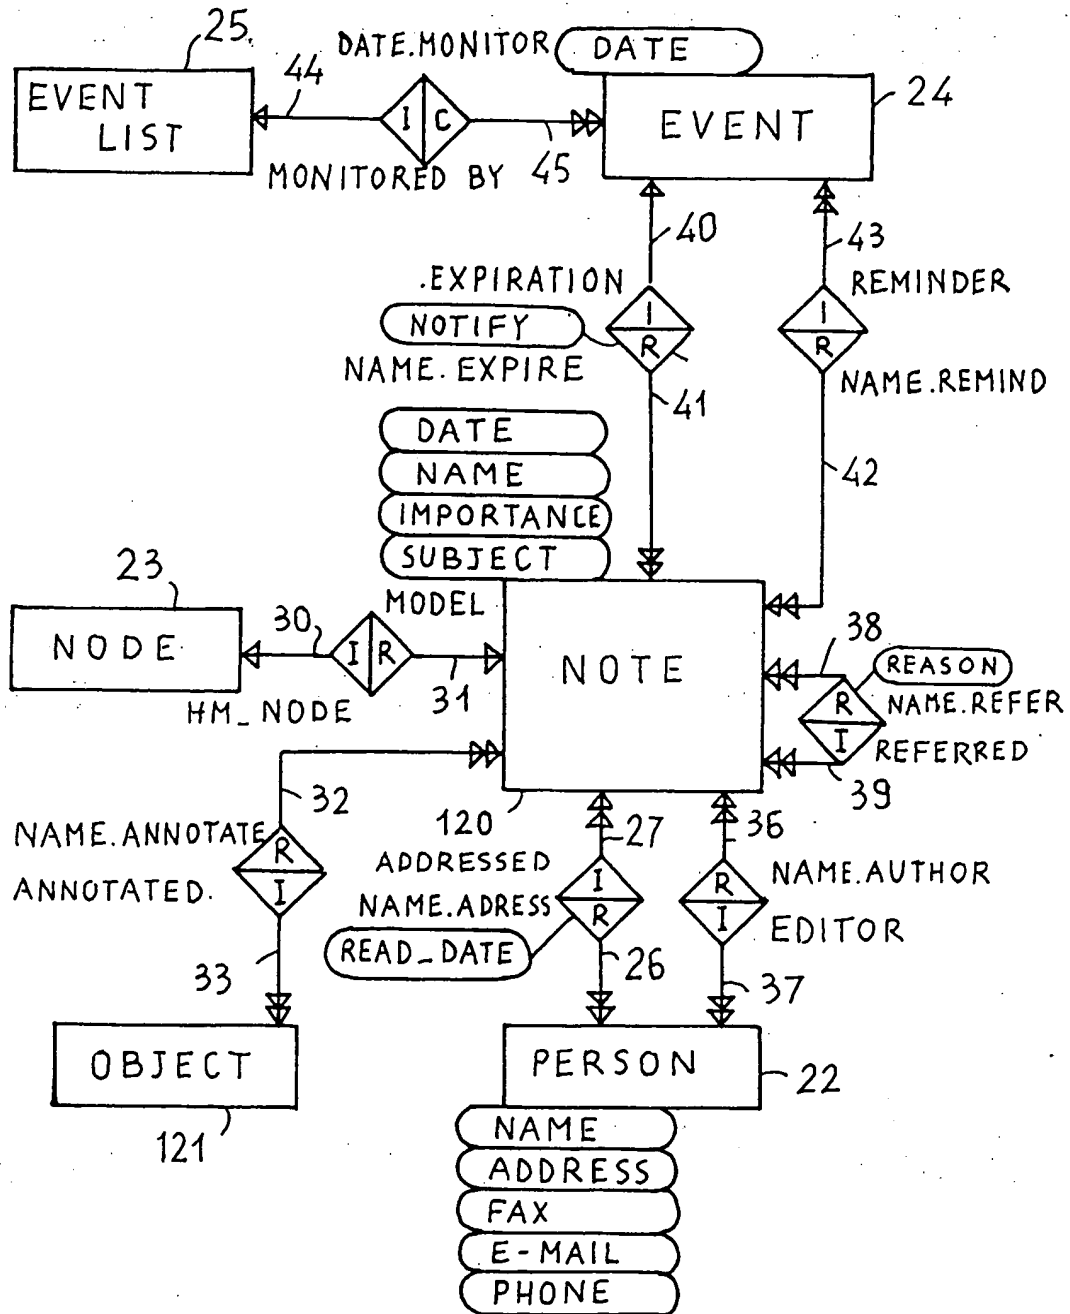 25
DATE.MONITOR
DATE
EVENT
LIST
44
I C
EVENT
24
MONITORED BY
45
40
43
.EXPIRATION
REMINDER
NOTIFY
I
R
I
R
NAME.EXPIRE
NAME.REMIND
41
DATE
NAME
42
IMPORTANCE
SUBJECT
23
MODEL
NODE
30
I R
31
HM_NODE
NOTE
38
REASON
R
I
NAME.REFER
REFERRED
39
32
120
27
36
NAME.ANNOTATE
ANNOTATED.
R
I
ADDRESSED
NAME.ADRESS
READ_DATE
I
R
R
I
NAME.AUTHOR
EDITOR
33
26
37
OBJECT
121
PERSON
22
NAME
ADDRESS
FAX
E-MAIL
PHONE